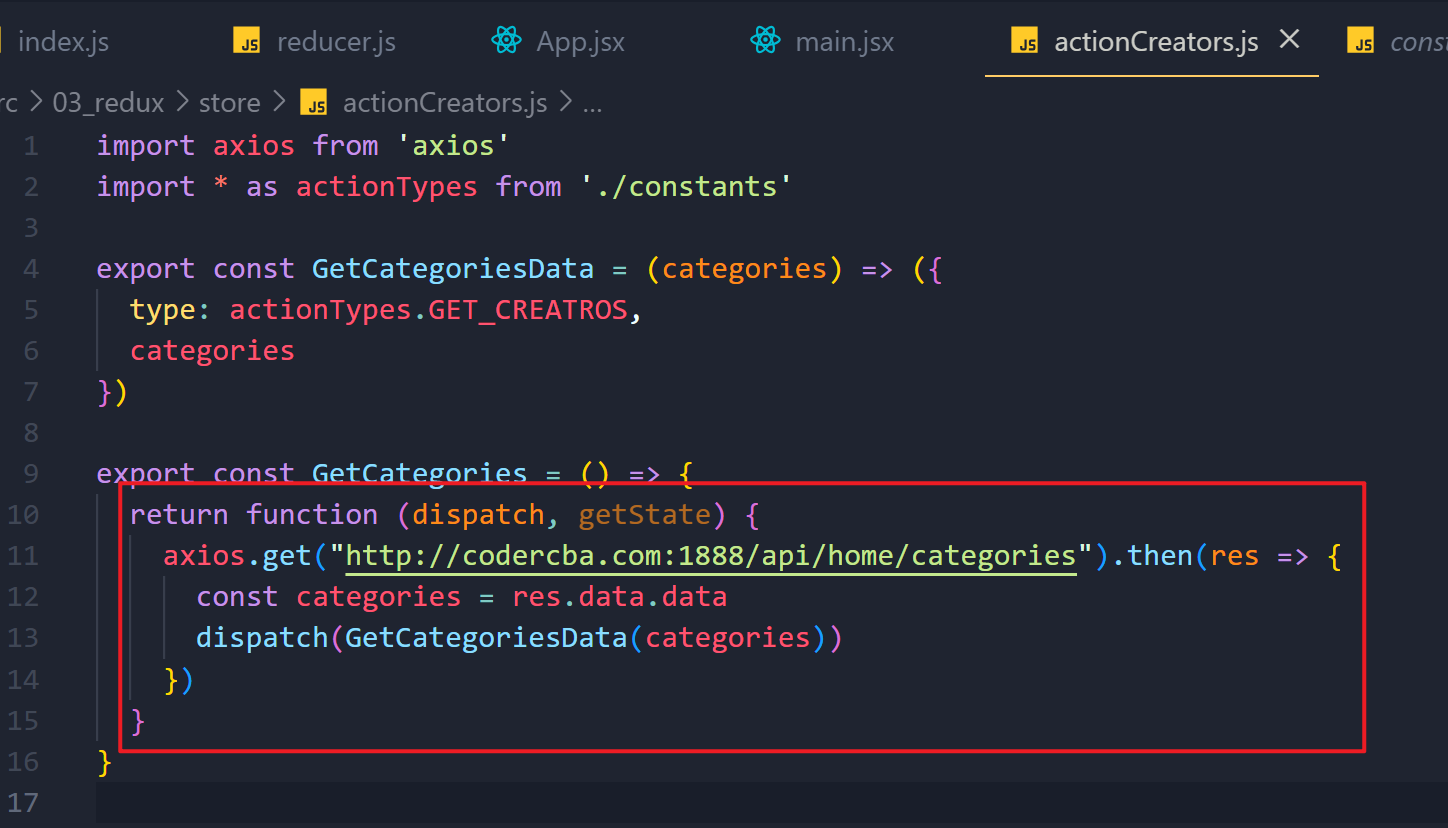 index.js JS reducer.js App.jsx main.jsx JS actionCreators.js JS const
rc > 03_redux > store > JS actionCreators.js > ...
1 import axios from 'axios'
2 import * as actionTypes from './constants'
3
4 export const GetCategoriesData = (categories) => ({
5 type: actionTypes.GET_CREATROS,
6 categories
7 })
8
9 export const GetCategories = () => {
10 return function (dispatch, getState) {
11 axios.get("http://codercba.com:1888/api/home/categories").then(res => {
12 const categories = res.data.data
13 dispatch(GetCategoriesData(categories))
14 })
15 }
16 }
17